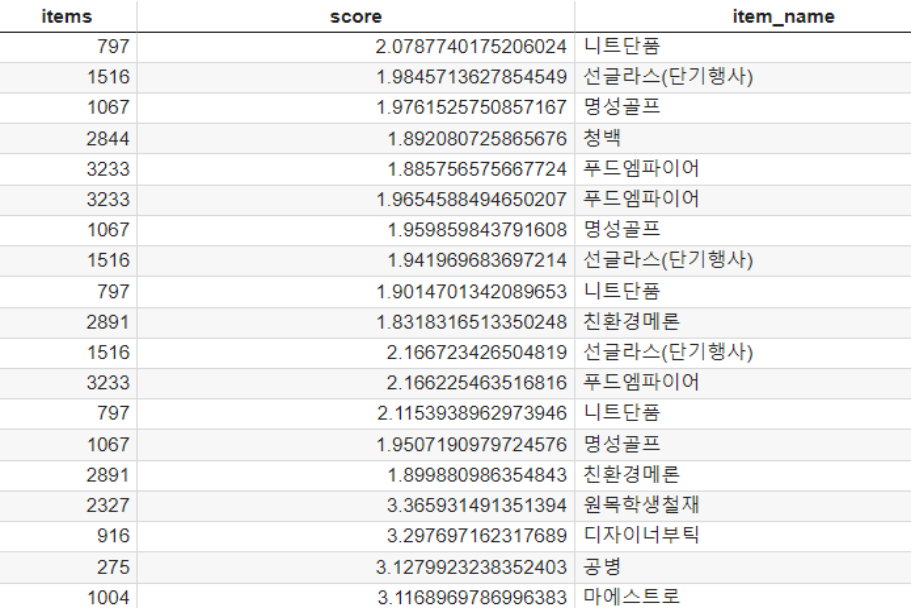 items score item_name
797 2.0787740175206024 니트단품
1516 1.9845713627854549 선글라스(단기행사)
1067 1.9761525750857167 명성골프
2844 1.892080725865676 청백
3233 1.885756575667724 푸드엠파이어
3233 1.9654588494650207 푸드엠파이어
1067 1.959859843791608 명성골프
1516 1.941969683697214 선글라스(단기행사)
797 1.9014701342089653 니트단품
2891 1.8318316513350248 친환경메론
1516 2.166723426504819 선글라스(단기행사)
3233 2.166225463516816 푸드엠파이어
797 2.1153938962973946 니트단품
1067 1.9507190979724576 명성골프
2891 1.899880986354843 친환경메론
2327 3.365931491351394 원목학생철재
916 3.297697162317689 디자이너부틱
275 3.1279923238352403 공병
1004 3.1168969786996383 마에스트로